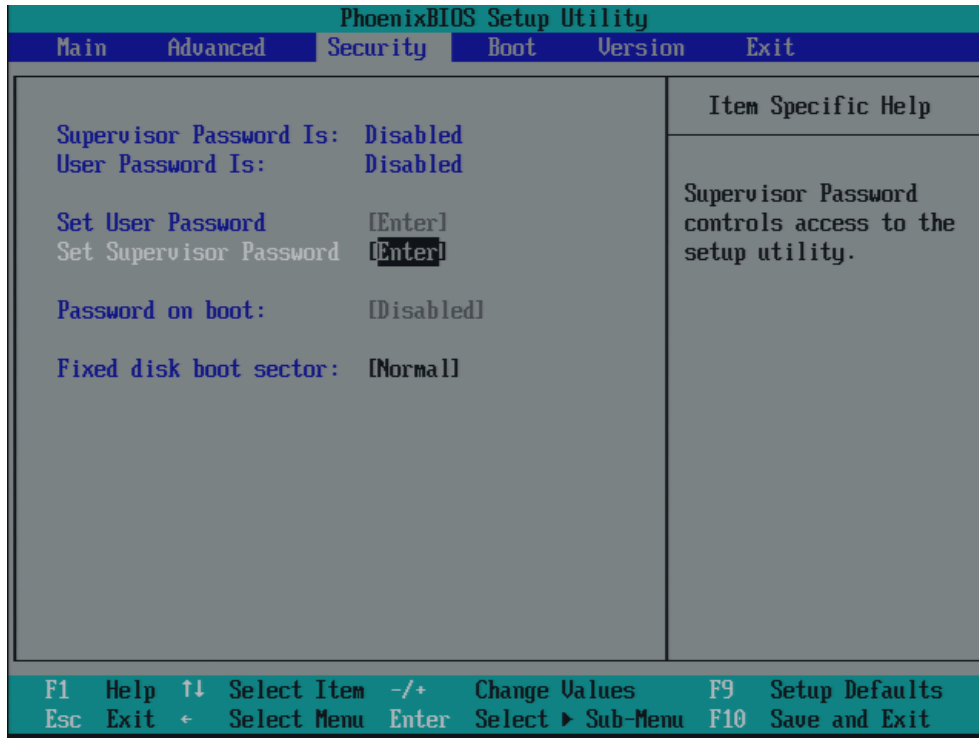 PhoenixBIOS Setup Utility
Main Advanced Security Boot Version Exit
Supervisor Password Is: Disabled
User Password Is: Disabled
Set User Password [Enter]
Set Supervisor Password [Enter]
Password on boot: [Disabled]
Fixed disk boot sector: [Normal]
Item Specific Help
Supervisor Password
controls access to the
setup utility.
F1 Help ↑↓ Select Item -/+ Change Values F9 Setup Defaults
Esc Exit ← Select Menu Enter Select ▶ Sub-Menu F10 Save and Exit